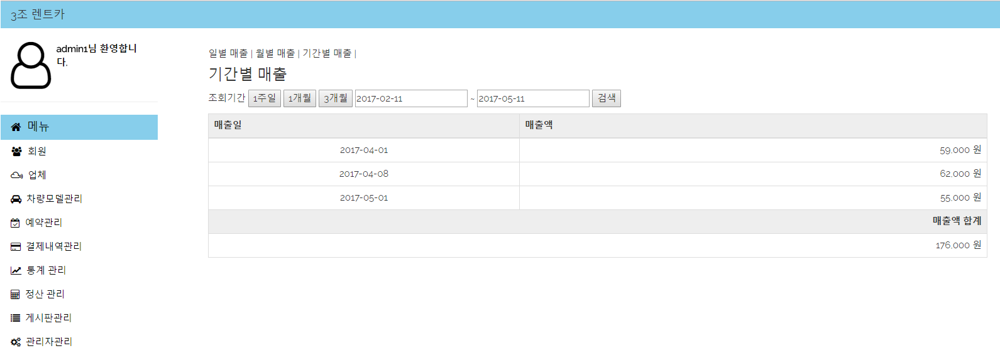 3조 렌트카
admin1님 환영합니
다.
메뉴
회원
업체
차량모델관리
예약관리
결제내역관리
통계 관리
정산 관리
게시판관리
관리자관리
일별 매출 | 월별 매출 | 기간별 매출 |
기간별 매출
조회기간 1주일 1개월 3개월 2017-02-11 ~ 2017-05-11 검색
매출일 매출액
2017-04-01 59,000 원
2017-04-08 62,000 원
2017-05-01 55,000 원
매출액 합계
176,000 원